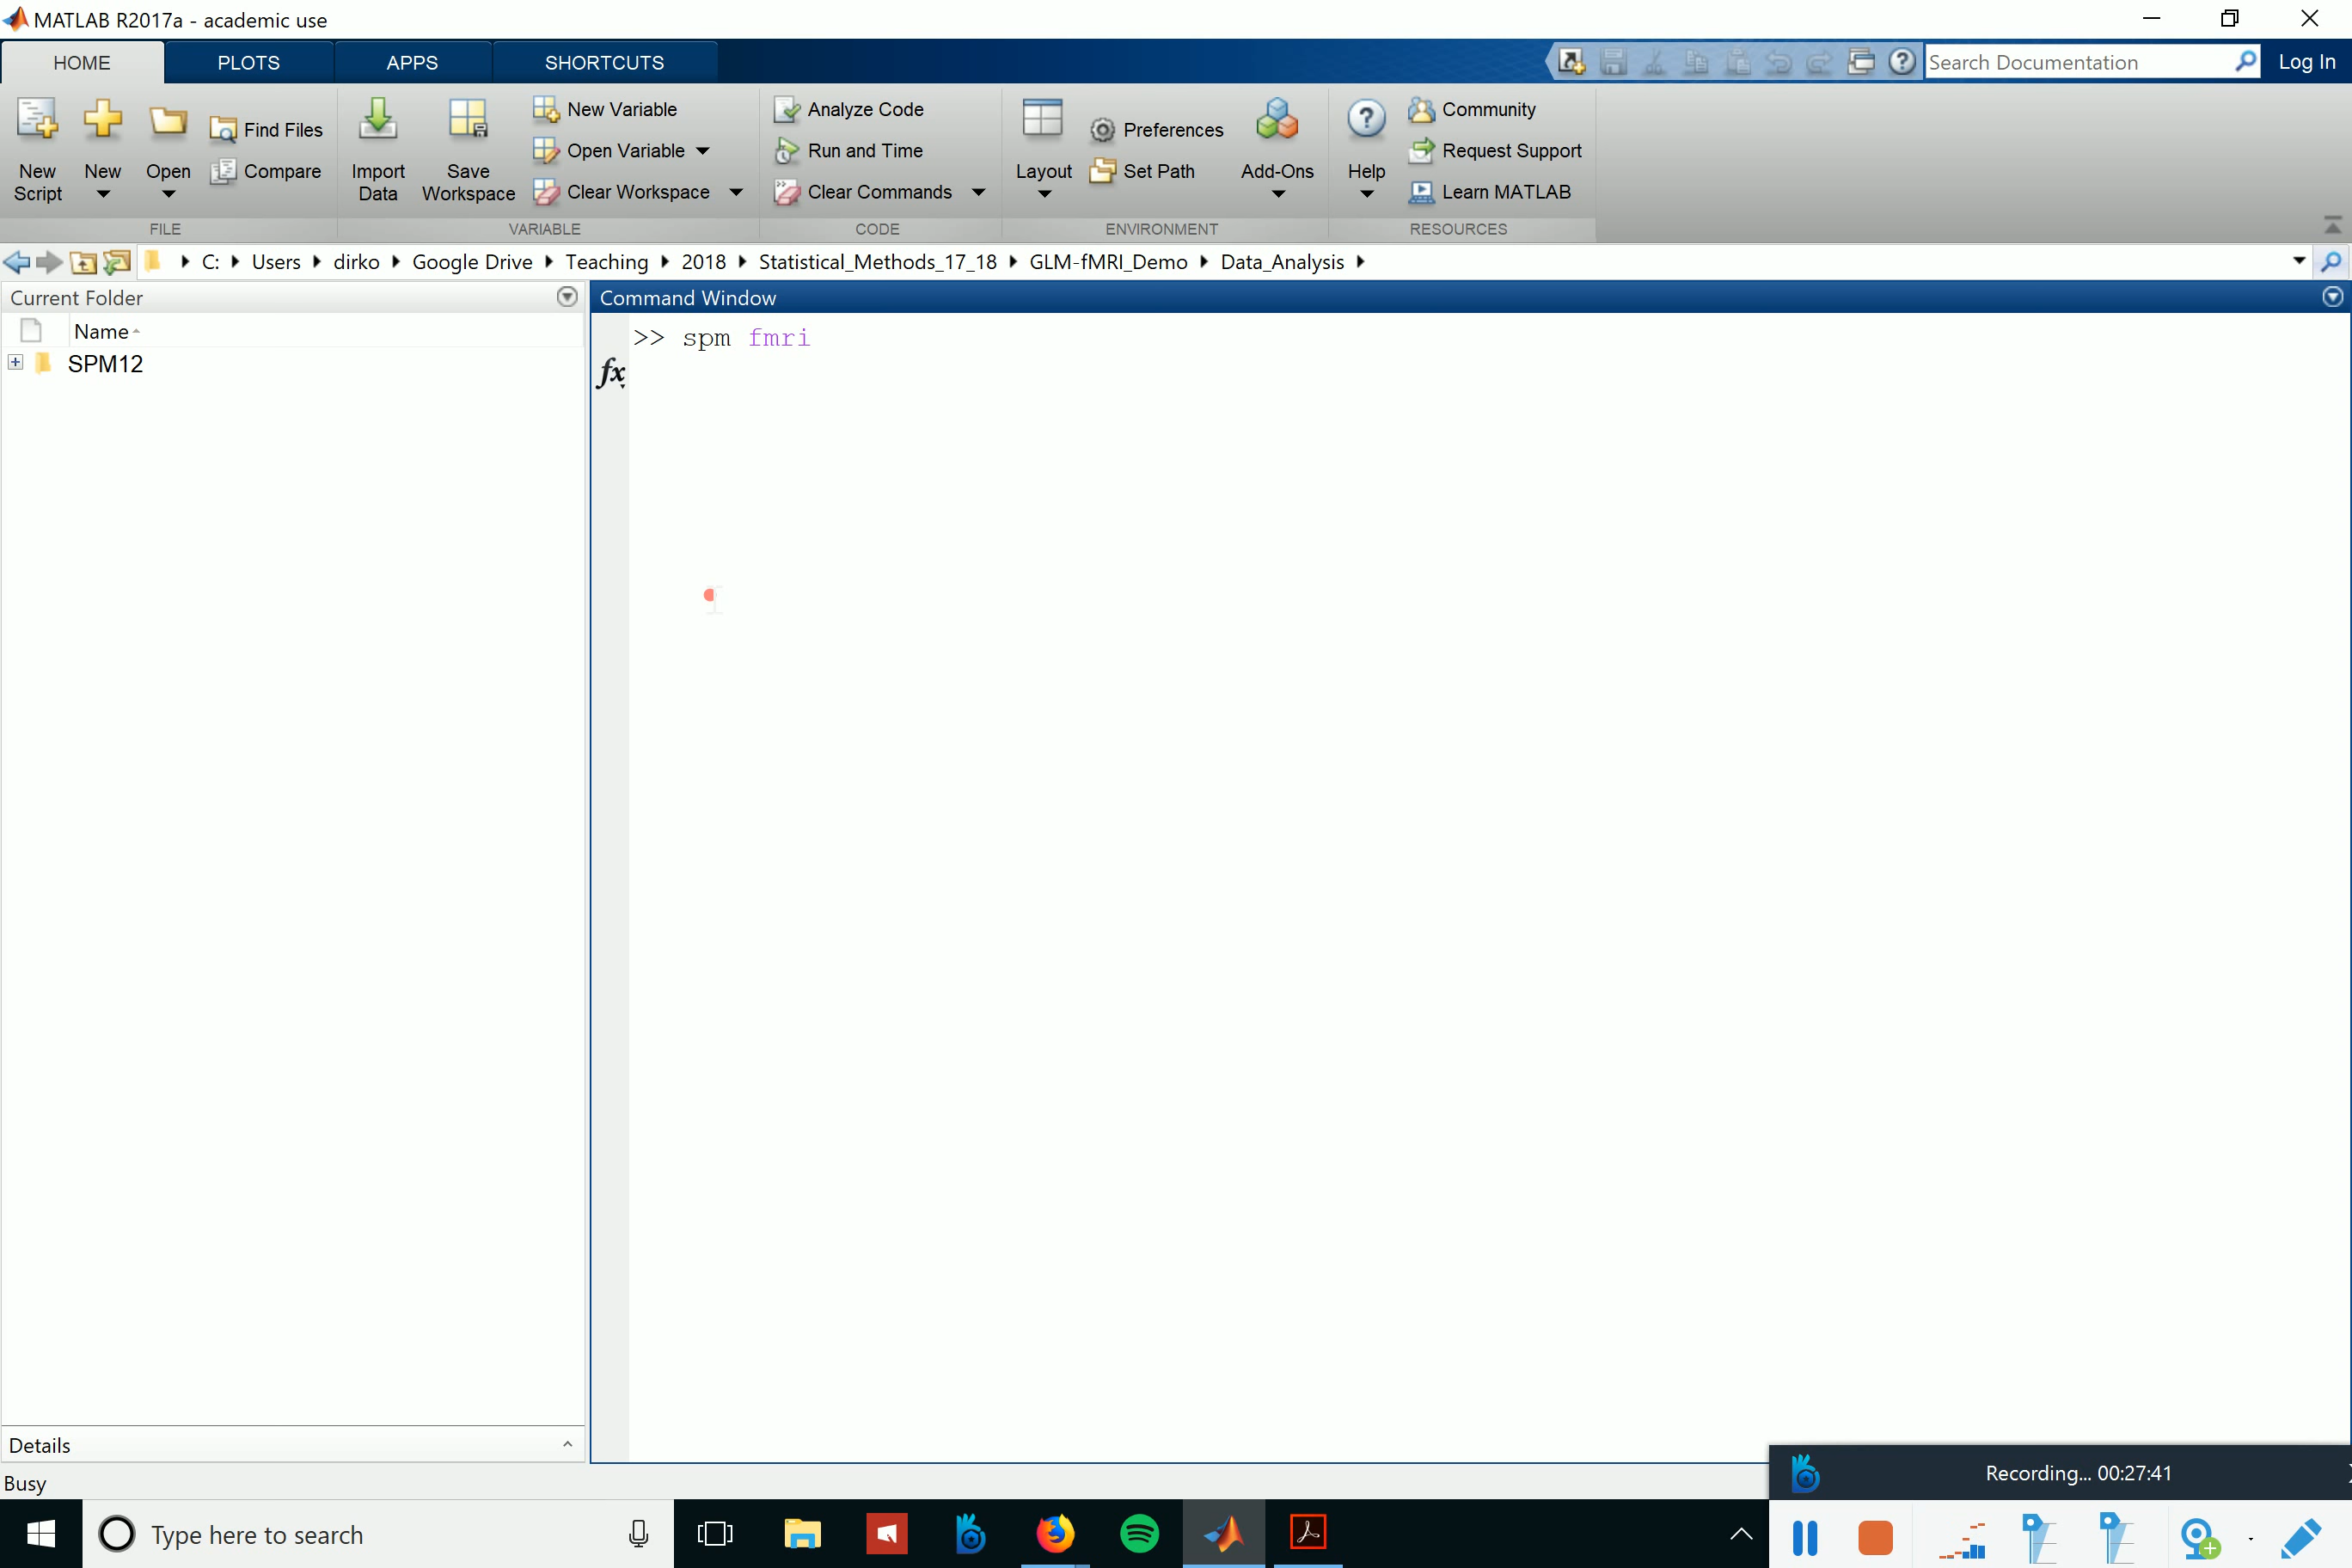 MATLAB R2017a - academic use
HOME PLOTS APPS SHORTCUTS
Search Documentation
Log In
New Script
New
Open
Find Files
Compare
FILE
Import Data
Save Workspace
New Variable
Open Variable
Clear Workspace
VARIABLE
Analyze Code
Run and Time
Clear Commands
CODE
Layout
Preferences
Set Path
Add-Ons
ENVIRONMENT
Help
Community
Request Support
Learn MATLAB
RESOURCES
C: Users dirko Google Drive Teaching 2018 Statistical_Methods_17_18 GLM-fMRI_Demo Data_Analysis
Current Folder
Name
SPM12
Command Window
>> spm fmri
fx
Details
Busy
Recording... 00:27:41
Type here to search